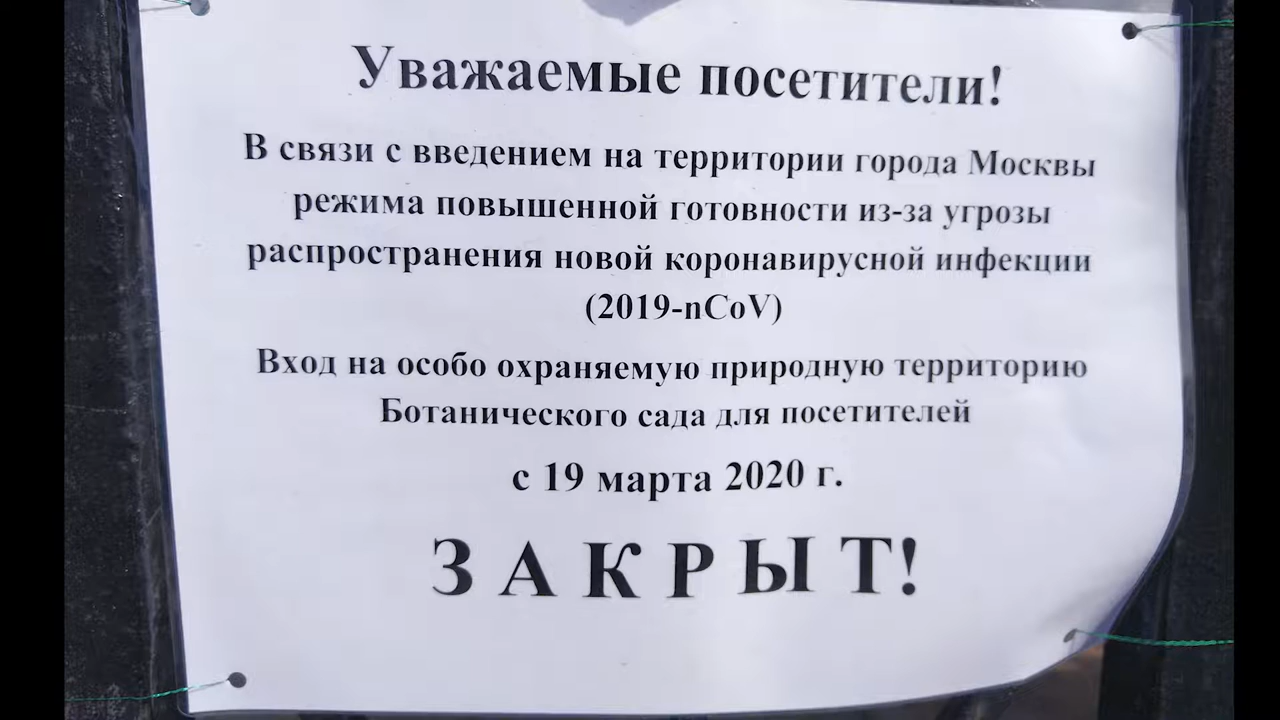 Уважаемые посетители!
В связи с введением на территории города Москвы
режима повышенной готовности из-за угрозы
распространения новой коронавирусной инфекции
(2019-nCoV)
Вход на особо охраняемую природную территорию
Ботанического сада для посетителей
с 19 марта 2020 г.
З А К Р Ы Т!